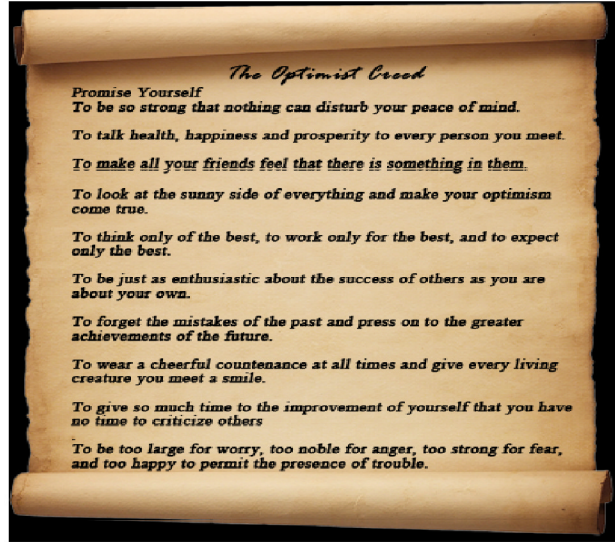 The Optimist Creed
Promise Yourself
To be so strong that nothing can disturb your peace of mind.
To talk health, happiness and prosperity to every person you meet.
To make all your friends feel that there is something in them.
To look at the sunny side of everything and make your optimism
come true.
To think only of the best, to work only for the best, and to expect
only the best.
To be just as enthusiastic about the success of others as you are
about your own.
To forget the mistakes of the past and press on to the greater
achievements of the future.
To wear a cheerful countenance at all times and give every living
creature you meet a smile.
To give so much time to the improvement of yourself that you have
no time to criticize others
.
To be too large for worry, too noble for anger, too strong for fear,
and too happy to permit the presence of trouble.